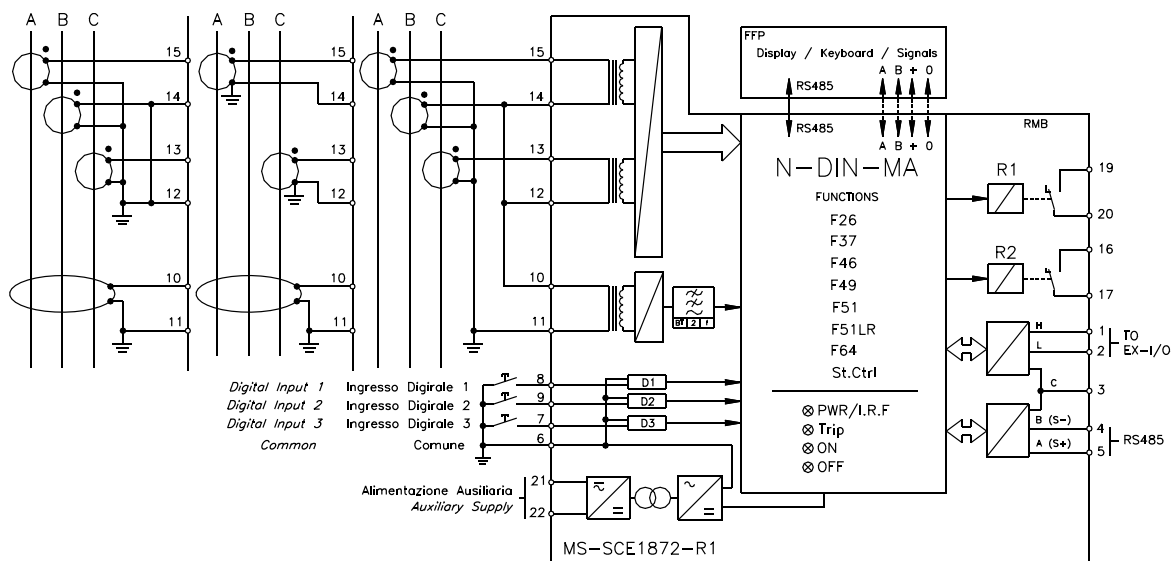 A B C
15
14
13
12
10
11
A B C
15
14
13
12
10
11
A B C
15
14
13
12
10
11
FFP
Display / Keyboard / Signals
A B + 0
RS485
RS485
A B + 0
RMB
N-DIN-MA
FUNCTIONS
F26
F37
F46
F49
F51
F51LR
F64
St.Ctrl
PWR/I.R.F
Trip
ON
OFF
R1
19
20
R2
16
17
H
1
L
2
TO
EX-I/O
C
3
B (S-)
4
A (S+)
5
RS485
2 1
Digital Input 1 Ingresso Digirale 1 8 D1
Digital Input 2 Ingresso Digirale 2 9 D2
Digital Input 3 Ingresso Digirale 3 7 D3
Common Comune 6
Alimentazione Ausiliaria 21
Auxiliary Supply 22
MS-SCE1872-R1